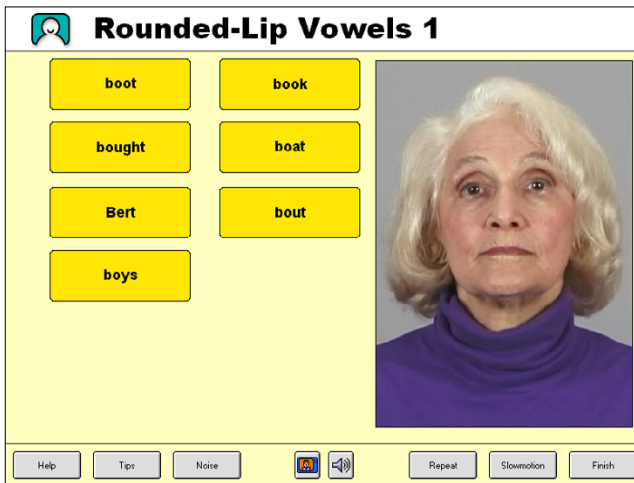 Rounded-Lip Vowels 1
boot book
bought boat
Bert bout
boys
Help Tips Noise Repeat Slowmotion Finish